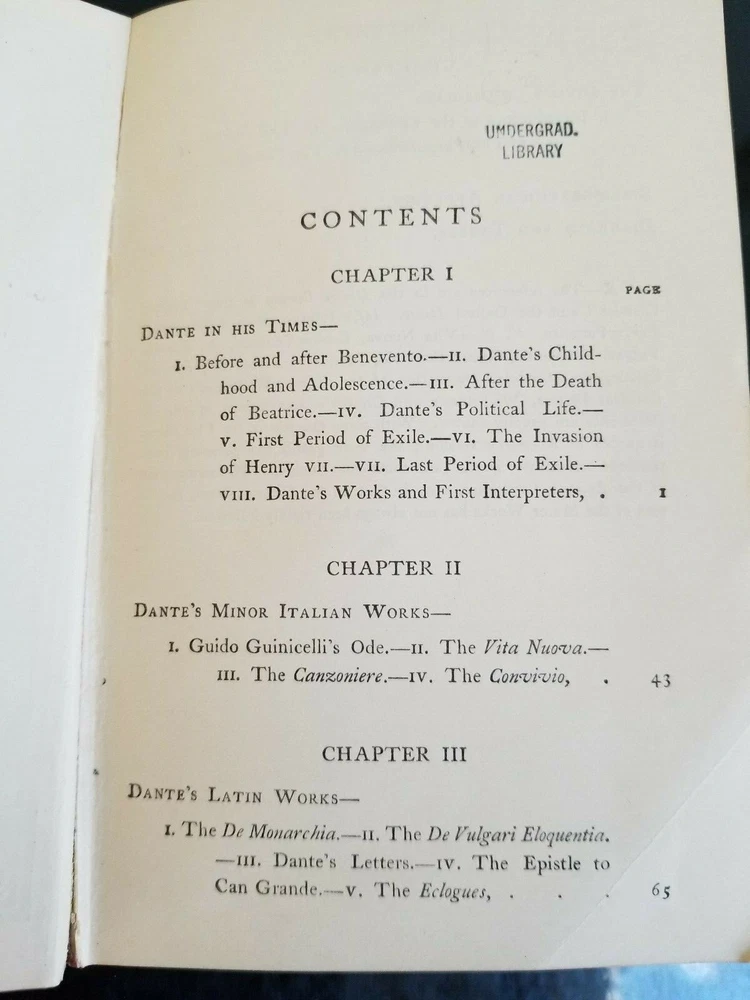 UNDERGRAD.
LIBRARY
CONTENTS
CHAPTER I
PAGE
DANTE IN HIS TIMES—
I. Before and after Benevento.—II. Dante's Child-
hood and Adolescence.—III. After the Death
of Beatrice.—IV. Dante's Political Life.—
V. First Period of Exile.—VI. The Invasion
of Henry VII.—VII. Last Period of Exile.—
VIII. Dante's Works and First Interpreters, . 1
CHAPTER II
DANTE'S MINOR ITALIAN WORKS—
I. Guido Guinicelli's Ode.—II. The Vita Nuova.—
III. The Canzoniere.—IV. The Convivio, . 43
CHAPTER III
DANTE'S LATIN WORKS—
I. The De Monarchia.—II. The De Vulgari Eloquentia.
—III. Dante's Letters.—IV. The Epistle to
Can Grande.—V. The Eclogues, . . . 65